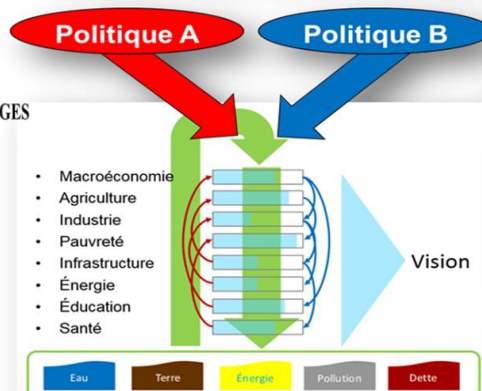 Politique A
Politique B
GES
• Macroéconomie
• Agriculture
• Industrie
• Pauvreté
• Infrastructure
• Énergie
• Éducation
• Santé
Vision
Eau
Terre
Énergie
Pollution
Dette